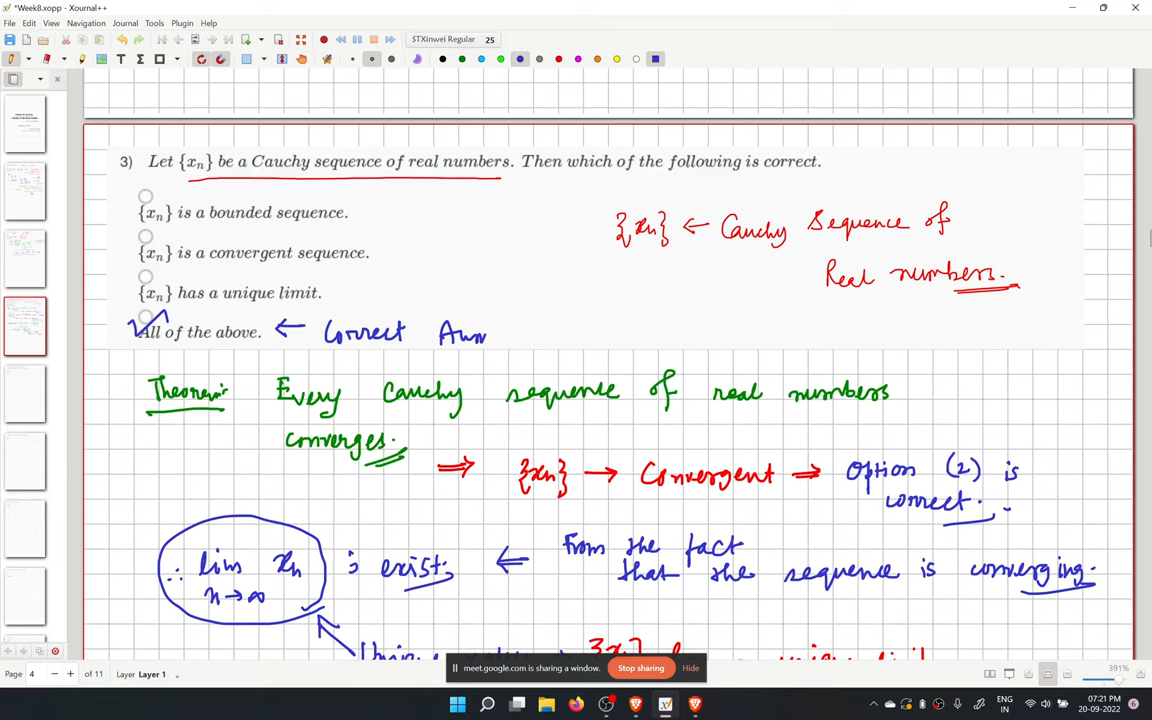 *Week8.xopp - Xournal++
File Edit View Navigation Journal Tools Plugin Help
STXinwei Regular 25
3) Let {xₙ} be a Cauchy sequence of real numbers. Then which of the following is correct.
{xₙ} is a bounded sequence.
{xₙ} is a convergent sequence.
{xₙ} has a unique limit.
All of the above. ← Correct Ans
{xn} ← Cauchy Sequence of
Real numbers.
Theorem: Every Cauchy sequence of real numbers
converges.
⇒ {xn} → Convergent ⇒ Option (2) is
correct.
∴ lim xn is exist. ⇐ From the fact
n → ∞ that the sequence is converging.
unique limit
meet.google.com is sharing a window. Stop sharing Hide
Page 4 of 11 Layer Layer 1 391%
ENG 07:21 PM
IN 20-09-2022